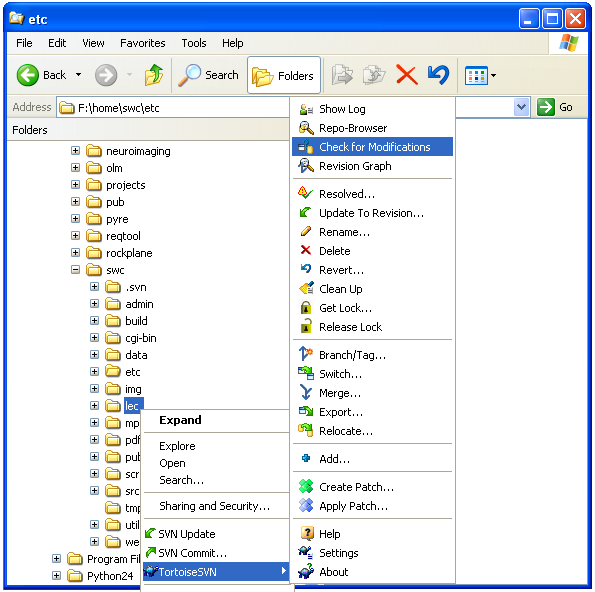 etc
File Edit View Favorites Tools Help
Back Search Folders
Address F:\home\swc\etc Go
Folders
neuroimaging
olm
projects
pub
pyre
reqtool
rockplane
swc
.svn
admin
build
cgi-bin
data
etc
img
lec
mp
pdf
pub
scr
src
tmp
util
we
Program Fil
Python24
Expand
Explore
Open
Search...
Sharing and Security...
SVN Update
SVN Commit...
TortoiseSVN
Show Log
Repo-Browser
Check for Modifications
Revision Graph
Resolved...
Update To Revision...
Rename...
Delete
Revert...
Clean Up
Get Lock...
Release Lock
Branch/Tag...
Switch...
Merge...
Export...
Relocate...
Add...
Create Patch...
Apply Patch...
Help
Settings
About